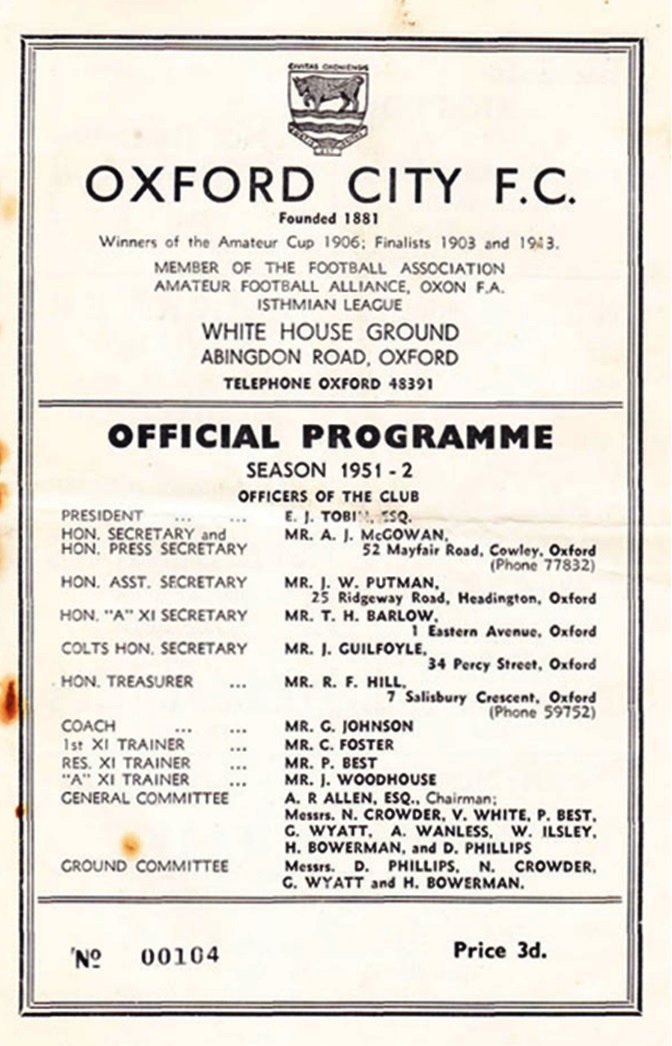 CIVITAS OXONIENSIS
OXFORD CITY F.C.
Founded 1881
Winners of the Amateur Cup 1906; Finalists 1903 and 1913.
MEMBER OF THE FOOTBALL ASSOCIATION
AMATEUR FOOTBALL ALLIANCE, OXON F.A.
ISTHMIAN LEAGUE
WHITE HOUSE GROUND
ABINGDON ROAD, OXFORD
TELEPHONE OXFORD 48391
OFFICIAL PROGRAMME
SEASON 1951 - 2
OFFICERS OF THE CLUB
PRESIDENT ... ... E. J. TOBIN, ESQ.
HON. SECRETARY and MR. A. J. McGOWAN,
HON. PRESS SECRETARY 52 Mayfair Road, Cowley, Oxford
(Phone 77832)
HON. ASST. SECRETARY MR. J. W. PUTMAN,
25 Ridgeway Road, Headington, Oxford
HON. "A" XI SECRETARY MR. T. H. BARLOW,
1 Eastern Avenue, Oxford
COLTS HON. SECRETARY MR. J. GUILFOYLE,
34 Percy Street, Oxford
HON. TREASURER ... MR. R. F. HILL,
7 Salisbury Crescent, Oxford
(Phone 59752)
COACH ... ... MR. G. JOHNSON
1st XI TRAINER ... MR. C. FOSTER
RES. XI TRAINER ... MR. P. BEST
"A" XI TRAINER ... MR. J. WOODHOUSE
GENERAL COMMITTEE A. R ALLEN, ESQ., Chairman;
Messrs. N. CROWDER, V. WHITE, P. BEST,
G. WYATT, A. WANLESS, W. ILSLEY,
H. BOWERMAN, and D. PHILLIPS
GROUND COMMITTEE Messrs. D. PHILLIPS, N. CROWDER,
G. WYATT and H. BOWERMAN.
Nº 00104 Price 3d.